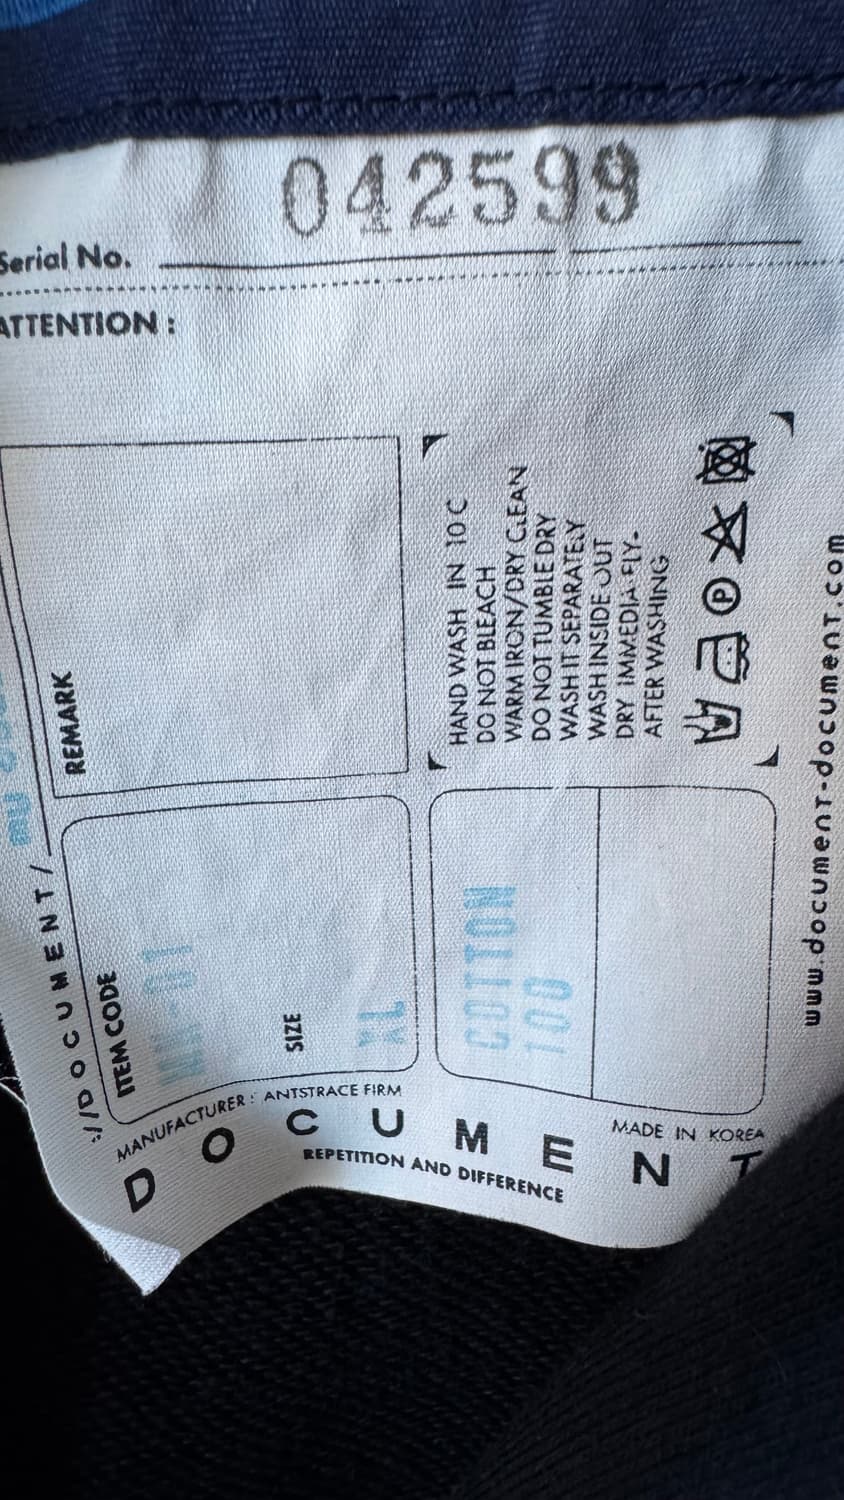 042599
Serial No.
ATTENTION :
REMARK
HAND WASH IN 10 C
DO NOT BLEACH
WARM IRON/DRY CLEAN
DO NOT TUMBLE DRY
WASH IT SEPARATELY
WASH INSIDE OUT
DRY IMMEDIATELY-
AFTER WASHING
P
://DOCUMENT/
ITEM CODE
SIZE
XL
COTTON
100
www.document-document.com
MANUFACTURER : ANTSTRACE FIRM
MADE IN KOREA
DOCUMENT
REPETITION AND DIFFERENCE